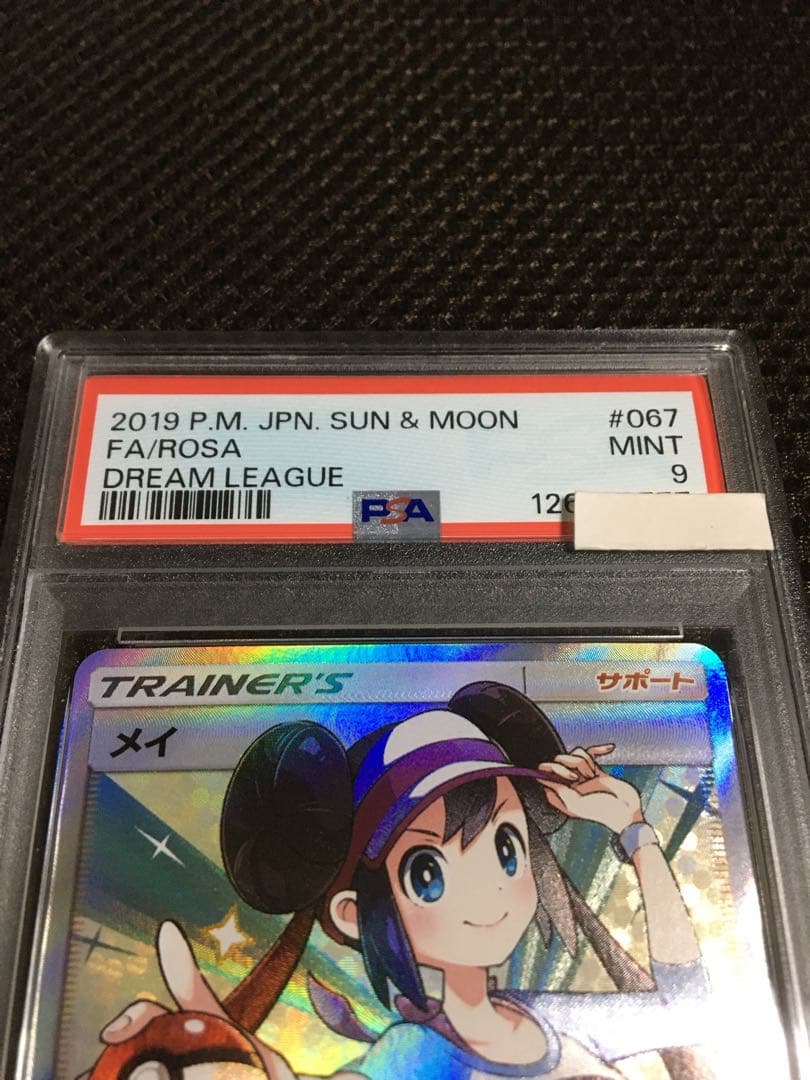 2019 P.M. JPN. SUN & MOON #067
FA/ROSA MINT
DREAM LEAGUE 9
PSA
TRAINER'S サポート
メイ